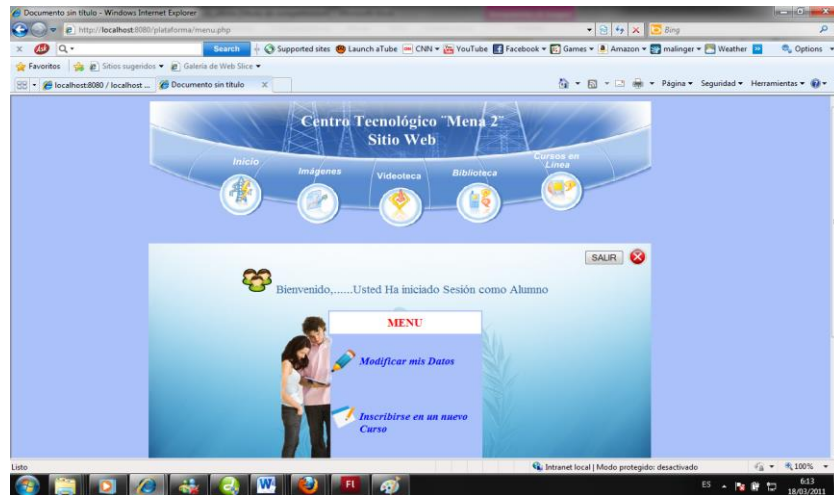 Documento sin título - Windows Internet Explorer
http://localhost:8080/plataforma/menu.php
Bing
Search
Supported sites
Launch aTube
CNN
YouTube
Facebook
Games
Amazon
malinger
Weather
Options
Favoritos
Sitios sugeridos
Galería de Web Slice
localhost:8080 / localhost ...
Documento sin título
Página
Seguridad
Herramientas
Centro Tecnológico ¨Mena 2¨
Sitio Web
Inicio
Imágenes
Videoteca
Biblioteca
Cursos en
Línea
SALIR
Bienvenido,......Usted Ha iniciado Sesión como Alumno
MENU
Modificar mis Datos
Inscribirse en un nuevo
Curso
Listo
Intranet local | Modo protegido: desactivado
100%
ES
6:13
18/03/2011